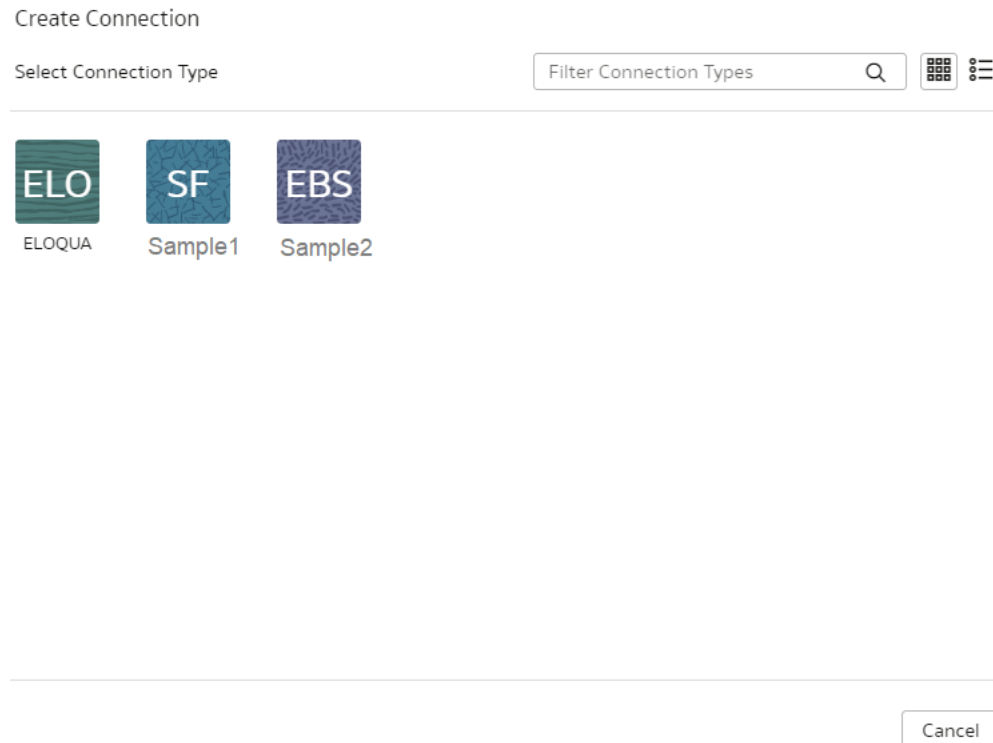 Create Connection
Select Connection Type
Filter Connection Types
ELO
SF
EBS
ELOQUA
Sample1
Sample2
Cancel